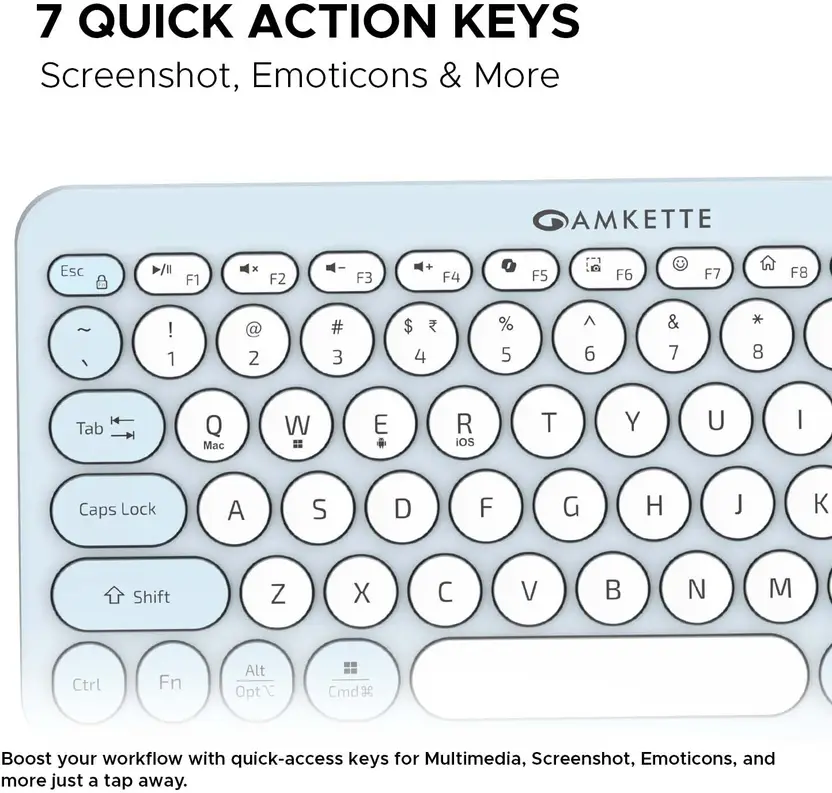 7 QUICK ACTION KEYS
Screenshot, Emoticons & More
AMKETTE
Esc F1 F2 F3 F4 F5 F6 F7 F8
~ ! @ # $ ₹ % ^ & *
` 1 2 3 4 5 6 7 8
Tab Q W E R T Y U I
Mac iOS
Caps Lock A S D F G H J K
Shift Z X C V B N M
Ctrl Fn Alt
Opt⌥ Cmd⌘
Boost your workflow with quick-access keys for Multimedia, Screenshot, Emoticons, and
more just a tap away.